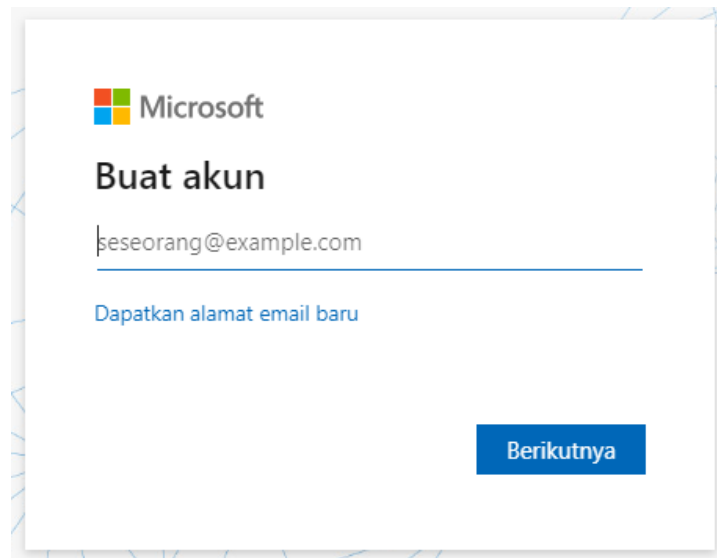 Microsoft
Buat akun
seseorang@example.com
Dapatkan alamat email baru
Berikutnya